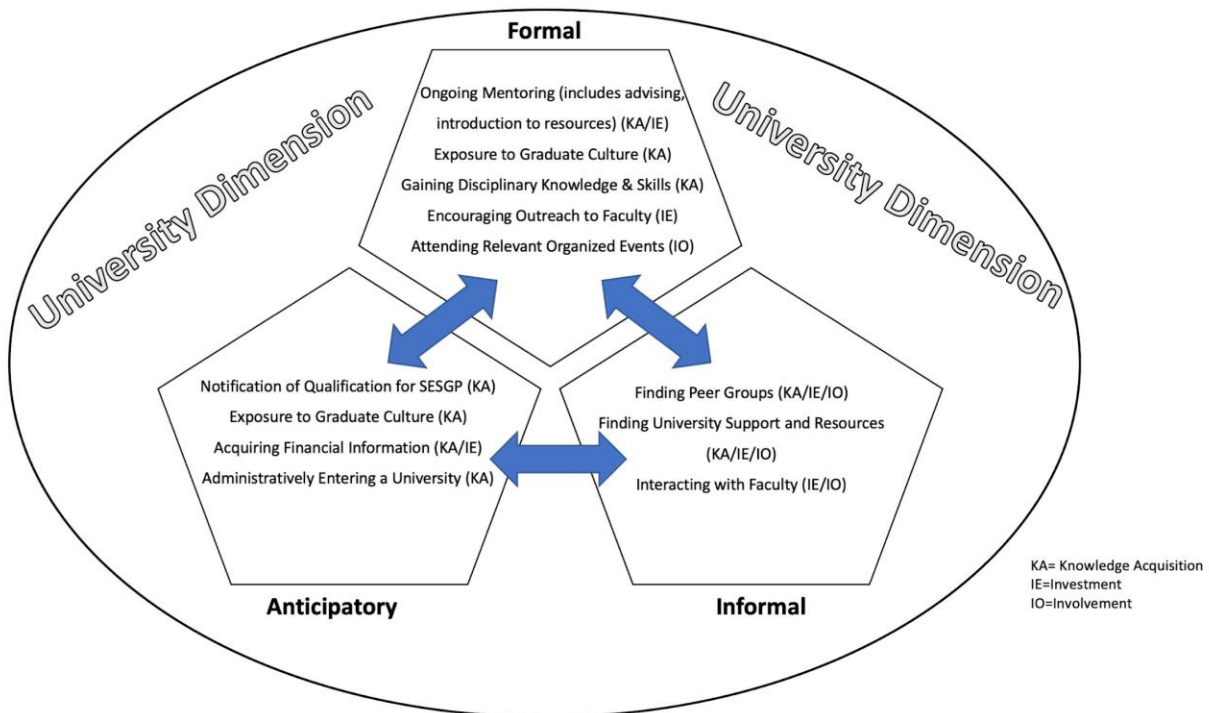 Formal
University Dimension
University Dimension
Ongoing Mentoring (includes advising,
introduction to resources) (KA/IE)
Exposure to Graduate Culture (KA)
Gaining Disciplinary Knowledge & Skills (KA)
Encouraging Outreach to Faculty (IE)
Attending Relevant Organized Events (IO)
Notification of Qualification for SESGP (KA)
Exposure to Graduate Culture (KA)
Acquiring Financial Information (KA/IE)
Administratively Entering a University (KA)
Anticipatory
Finding Peer Groups (KA/IE/IO)
Finding University Support and Resources
(KA/IE/IO)
Interacting with Faculty (IE/IO)
Informal
KA= Knowledge Acquisition
IE=Investment
IO=Involvement